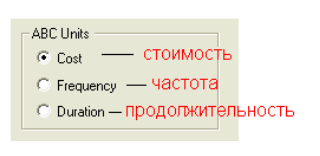 ABC Units
Cost — стоимость
Frequency — частота
Duration — продолжительность